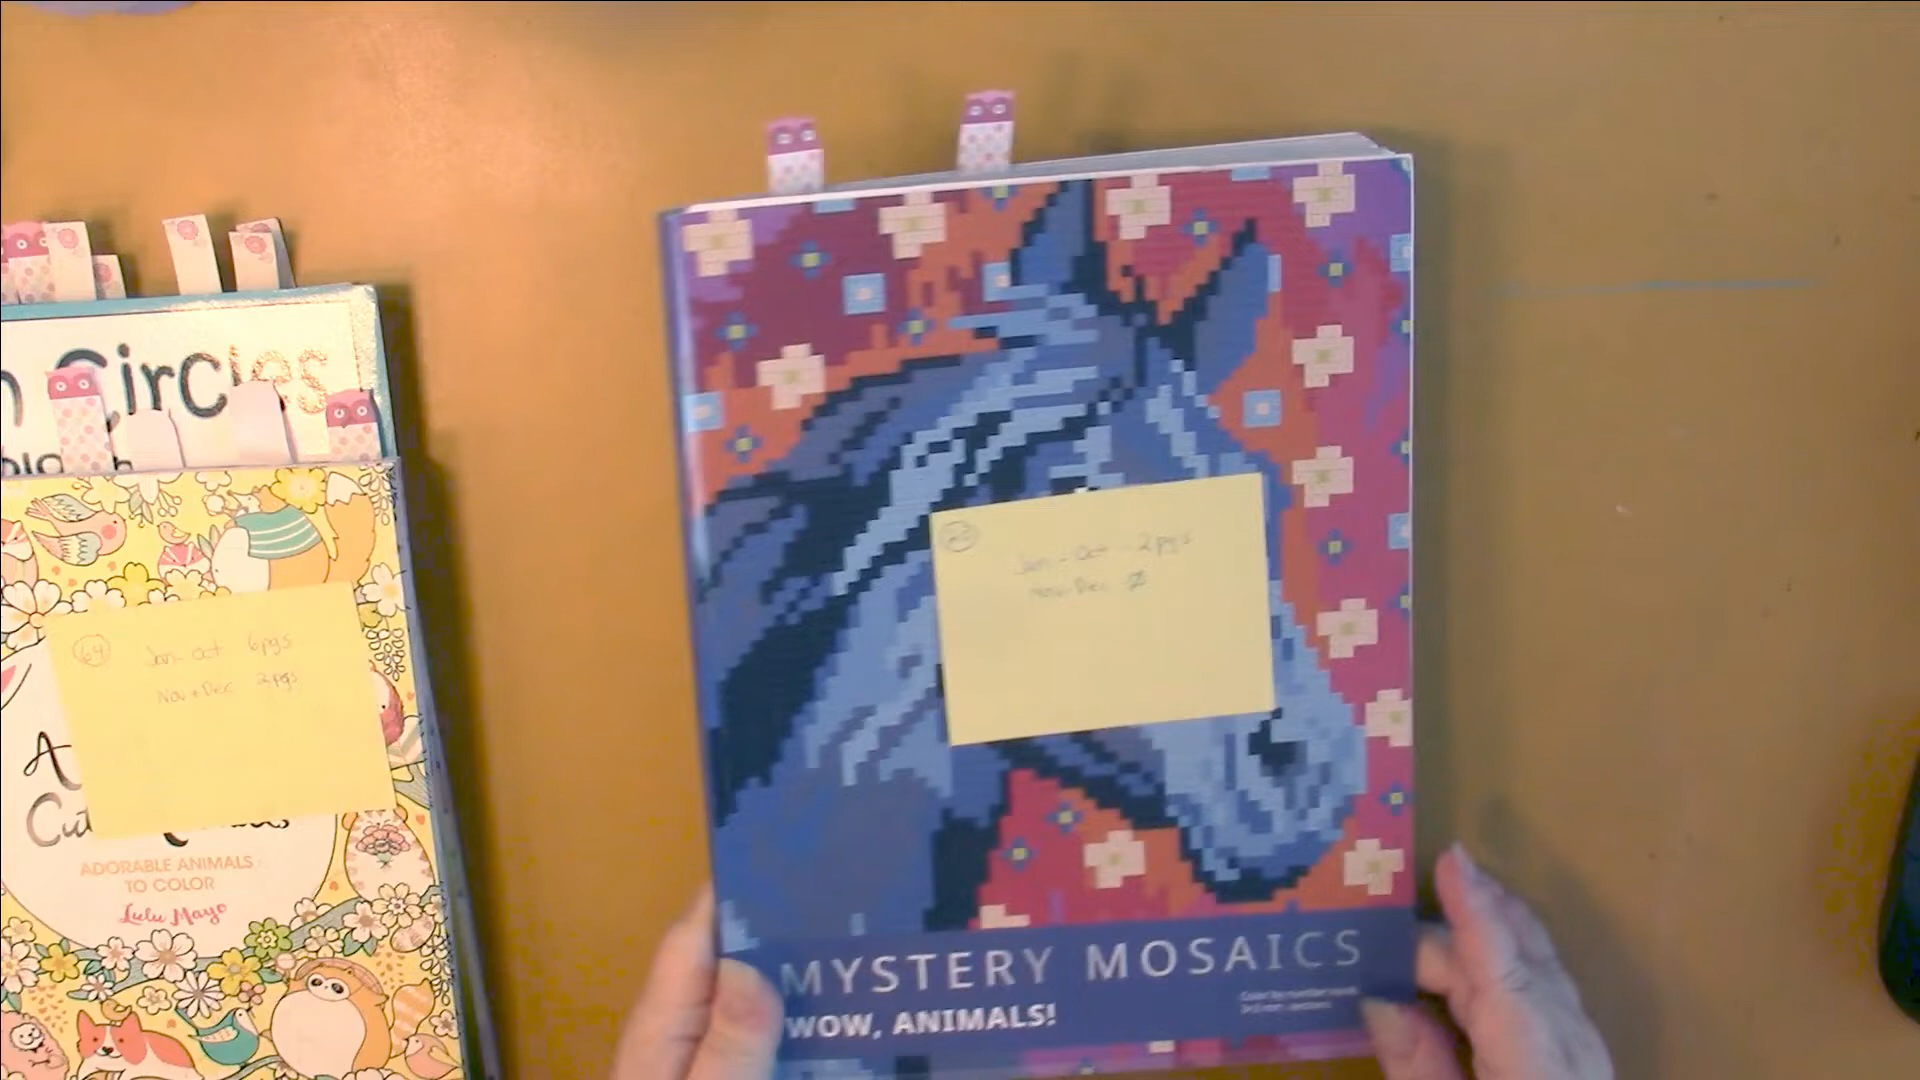 Circles
64
Jan-Oct 6pgs
Nov+Dec 2pgs
A
Cut
ADORABLE ANIMALS
TO COLOR
Lulu Mayo
Jan-Oct-2pgs
Nov-Dec Ø
MYSTERY MOSAICS
WOW, ANIMALS!